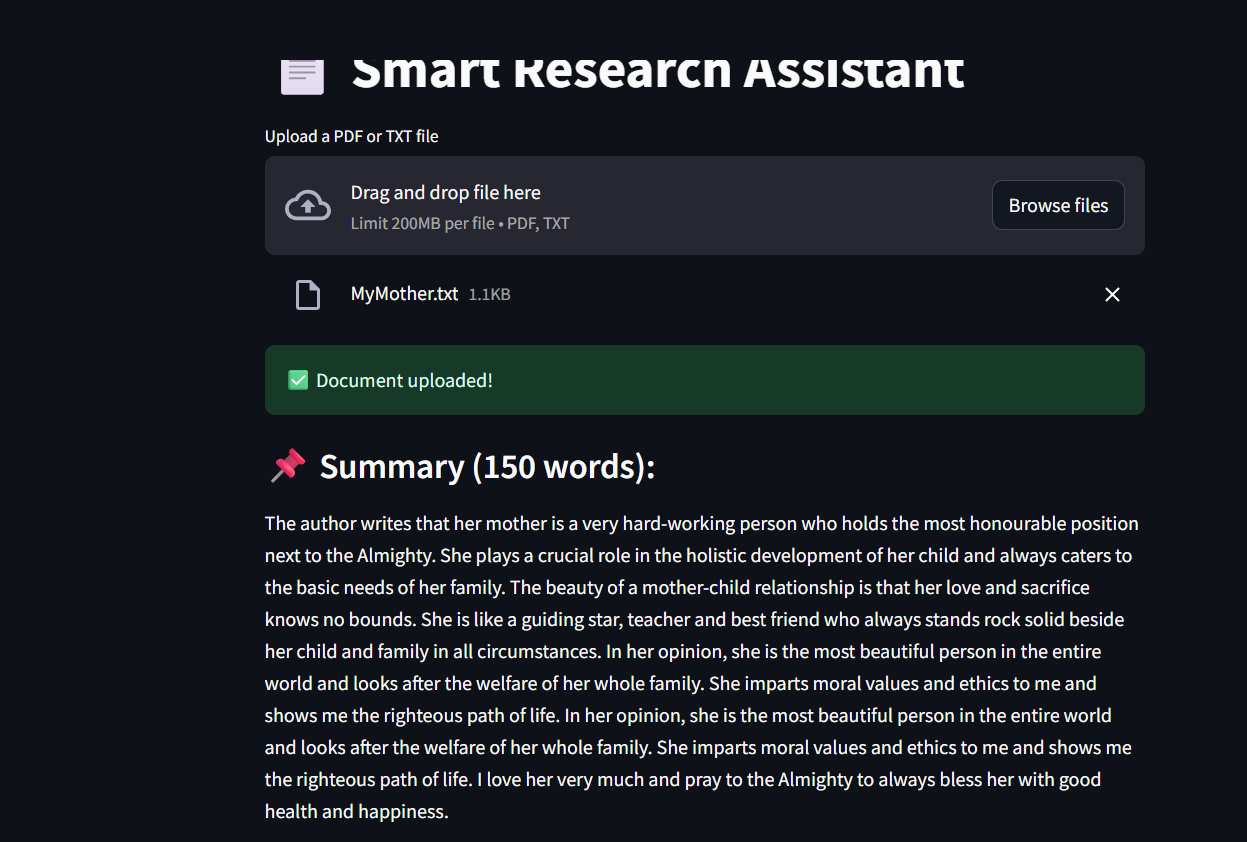 Smart Research Assistant
Upload a PDF or TXT file
Drag and drop file here
Limit 200MB per file • PDF, TXT
Browse files
MyMother.txt 1.1KB
✅ Document uploaded!
📌 Summary (150 words):
The author writes that her mother is a very hard-working person who holds the most honourable position
next to the Almighty. She plays a crucial role in the holistic development of her child and always caters to
the basic needs of her family. The beauty of a mother-child relationship is that her love and sacrifice
knows no bounds. She is like a guiding star, teacher and best friend who always stands rock solid beside
her child and family in all circumstances. In her opinion, she is the most beautiful person in the entire
world and looks after the welfare of her whole family. She imparts moral values and ethics to me and
shows me the righteous path of life. In her opinion, she is the most beautiful person in the entire world
and looks after the welfare of her whole family. She imparts moral values and ethics to me and shows me
the righteous path of life. I love her very much and pray to the Almighty to always bless her with good
health and happiness.